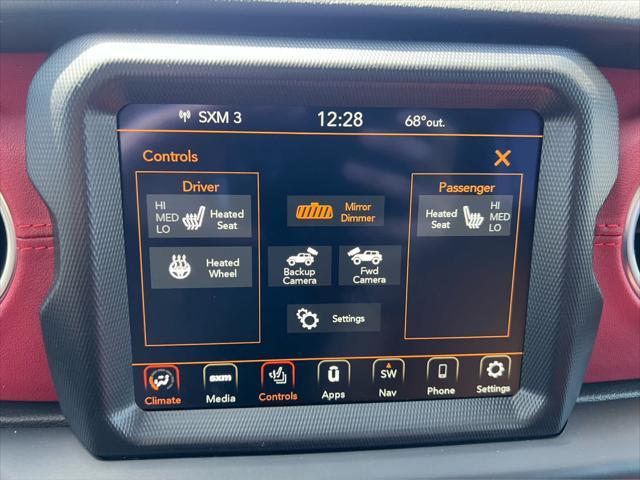 SXM 3 12:28 68°out.
Controls
Driver
HI
MED
LO
Heated
Seat
Heated
Wheel
Mirror
Dimmer
Backup
Camera
Fwd
Camera
Settings
Passenger
Heated
Seat
HI
MED
LO
sxm SW
Climate Media Controls Apps Nav Phone Settings